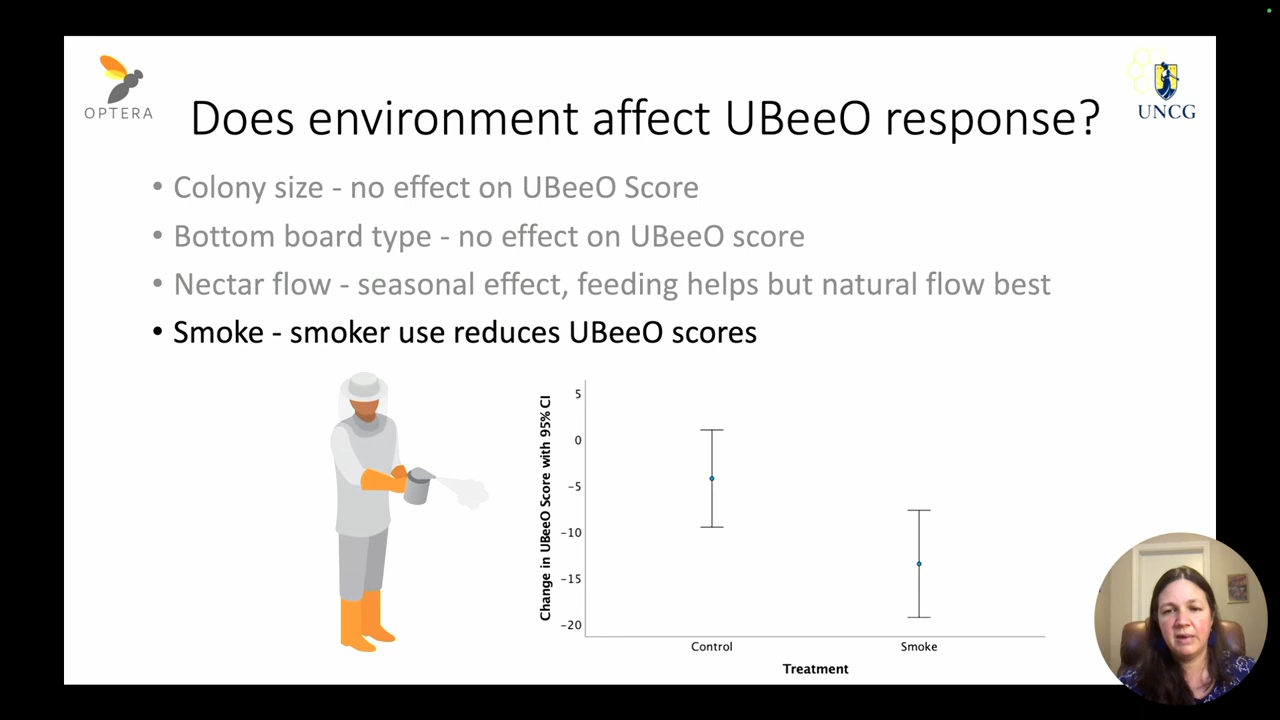 OPTERA
UNCG
Does environment affect UBeeO response?
• Colony size - no effect on UBeeO Score
• Bottom board type - no effect on UBeeO score
• Nectar flow - seasonal effect, feeding helps but natural flow best
• Smoke - smoker use reduces UBeeO scores
Change in UBeeO Score with 95% CI
5
0
-5
-10
-15
-20
Control
Smoke
Treatment